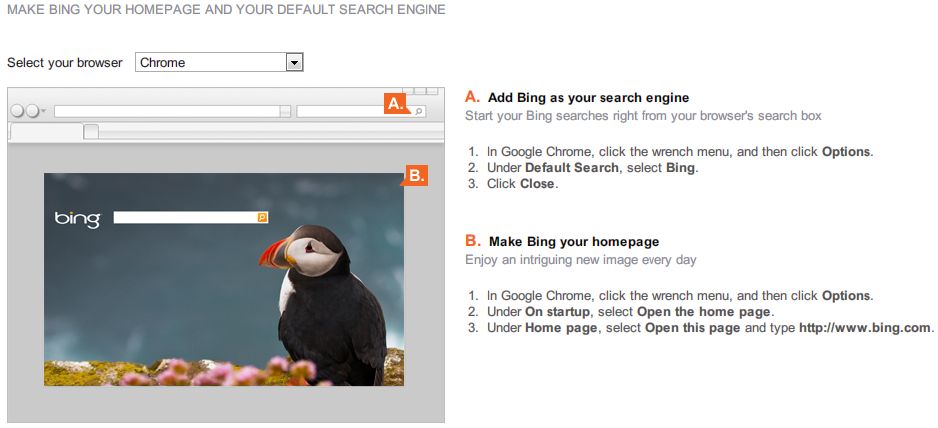 MAKE BING YOUR HOMEPAGE AND YOUR DEFAULT SEARCH ENGINE
Select your browser Chrome
A.
B.
bing
A. Add Bing as your search engine
Start your Bing searches right from your browser's search box
1. In Google Chrome, click the wrench menu, and then click Options.
2. Under Default Search, select Bing.
3. Click Close.
B. Make Bing your homepage
Enjoy an intriguing new image every day
1. In Google Chrome, click the wrench menu, and then click Options.
2. Under On startup, select Open the home page.
3. Under Home page, select Open this page and type http://www.bing.com.